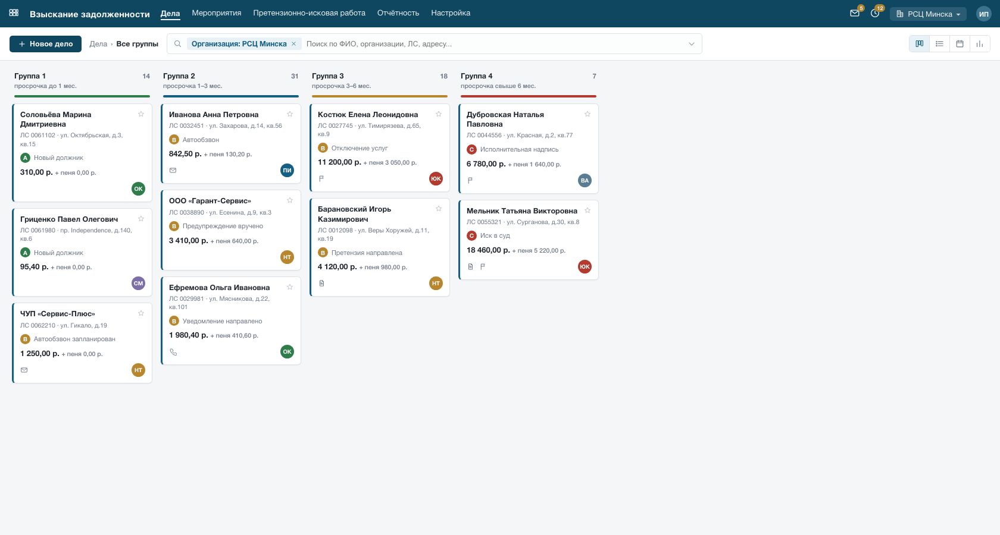 Взыскание задолженности
Дела
Мероприятия
Претензионно-исковая работа
Отчётность
Настройка
5
12
РСЦ Минска
ИП
Новое дело
Дела › Все группы
Организация: РСЦ Минска ×
Поиск по ФИО, организации, ЛС, адресу...
Группа 1
14
просрочка до 1 мес.
Соловьёва Марина
Дмитриевна
ЛС 0061102 · ул. Октябрьская, д.3,
кв.15
A Новый должник
310,00 р. + пеня 0,00 р.
ОК
Гриценко Павел Олегович
ЛС 0061980 · пр. Independence, д.140,
кв.6
A Новый должник
95,40 р. + пеня 0,00 р.
СМ
ЧУП «Сервис-Плюс»
ЛС 0062210 · ул. Гикало, д.19
B Автообзвон запланирован
1 250,00 р. + пеня 0,00 р.
НТ
Группа 2
31
просрочка 1–3 мес.
Иванова Анна Петровна
ЛС 0032451 · ул. Захарова, д.14, кв.56
B Автообзвон
842,50 р. + пеня 130,20 р.
ПИ
ООО «Гарант-Сервис»
ЛС 0038890 · ул. Есенина, д.9, кв.3
B Предупреждение вручено
3 410,00 р. + пеня 640,00 р.
НТ
Ефремова Ольга Ивановна
ЛС 0029981 · ул. Мясникова, д.22,
кв.101
B Уведомление направлено
1 980,40 р. + пеня 410,60 р.
ОК
Группа 3
18
просрочка 3–6 мес.
Костюк Елена Леонидовна
ЛС 0027745 · ул. Тимирязева, д.65,
кв.9
B Отключение услуг
11 200,00 р. + пеня 3 050,00 р.
ЮК
Барановский Игорь
Казимирович
ЛС 0012098 · ул. Веры Хоружей, д.11,
кв.19
B Претензия направлена
4 120,00 р. + пеня 980,00 р.
НТ
Группа 4
7
просрочка свыше 6 мес.
Дубровская Наталья
Павловна
ЛС 0044556 · ул. Красная, д.2, кв.77
C Исполнительная надпись
6 780,00 р. + пеня 1 640,00 р.
ВА
Мельник Татьяна Викторовна
ЛС 0055321 · ул. Сурганова, д.30, кв.8
C Иск в суд
18 460,00 р. + пеня 5 220,00 р.
ЮК